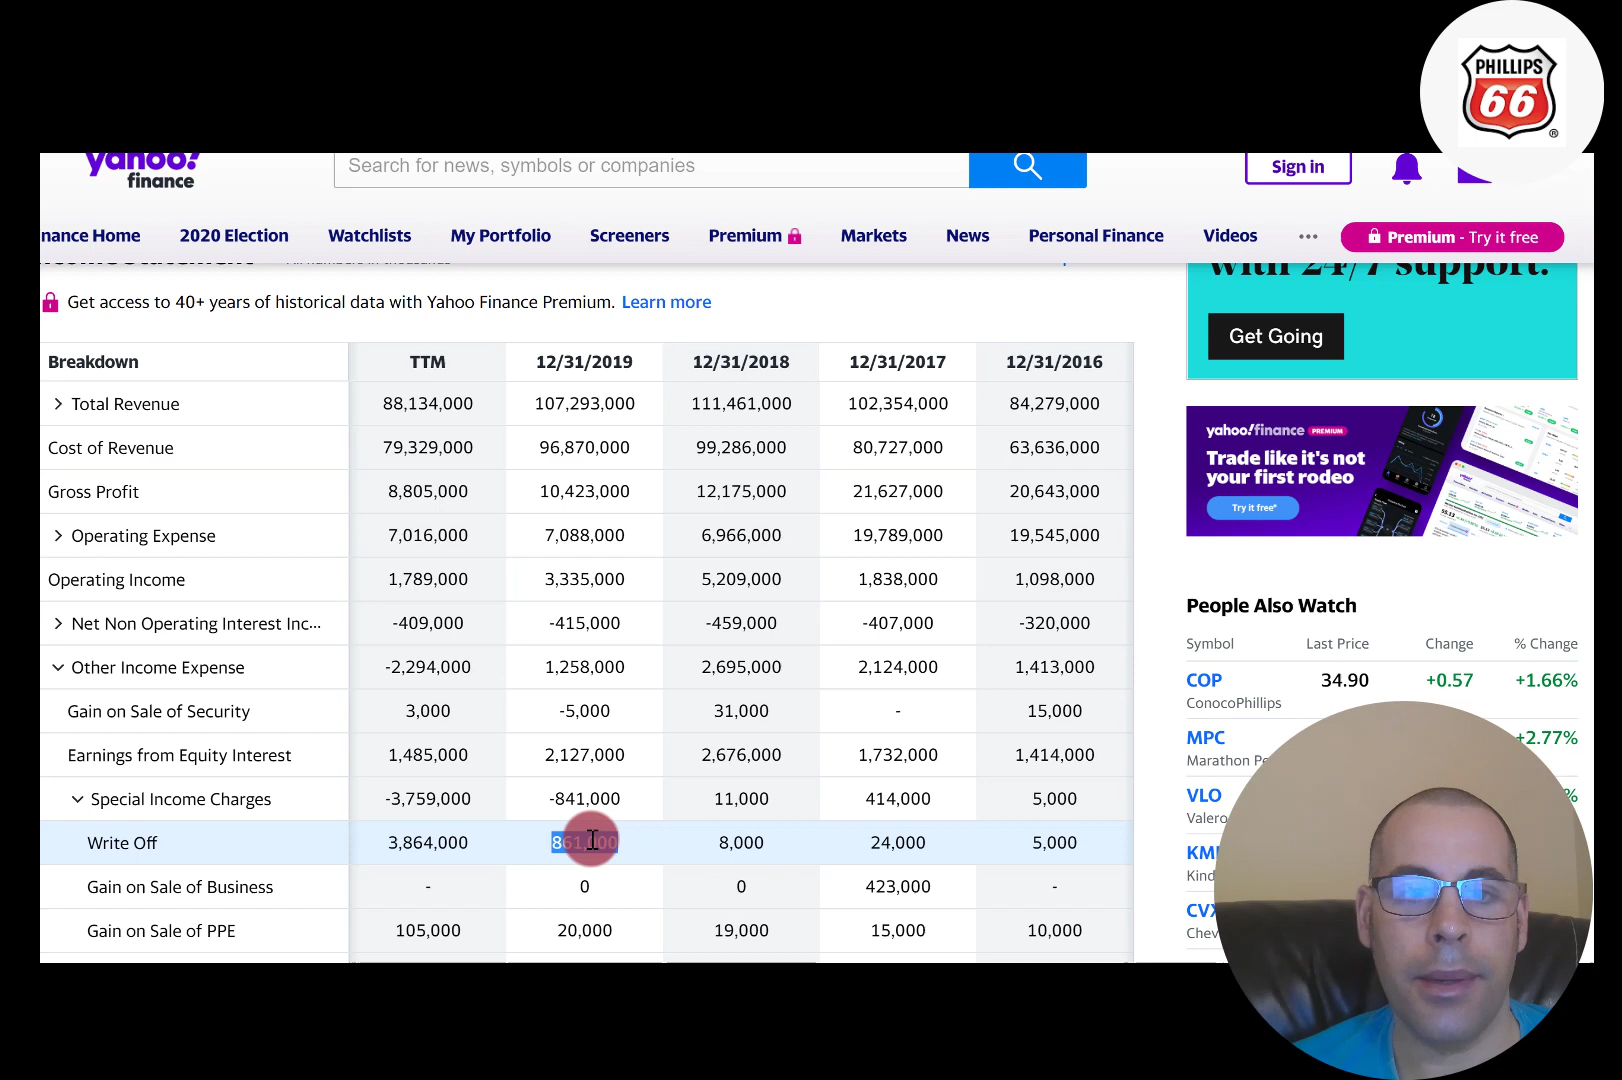 PHILLIPS
66
®
yahoo!
finance
Search for news, symbols or companies
Sign in
nance Home 2020 Election Watchlists My Portfolio Screeners Premium Markets News Personal Finance Videos ••• Premium - Try it free
with 24/7 support.
Get access to 40+ years of historical data with Yahoo Finance Premium. Learn more
Get Going
Breakdown TTM 12/31/2019 12/31/2018 12/31/2017 12/31/2016
Total Revenue 88,134,000 107,293,000 111,461,000 102,354,000 84,279,000
Cost of Revenue 79,329,000 96,870,000 99,286,000 80,727,000 63,636,000
Gross Profit 8,805,000 10,423,000 12,175,000 21,627,000 20,643,000
Operating Expense 7,016,000 7,088,000 6,966,000 19,789,000 19,545,000
Operating Income 1,789,000 3,335,000 5,209,000 1,838,000 1,098,000
Net Non Operating Interest Inc... -409,000 -415,000 -459,000 -407,000 -320,000
Other Income Expense -2,294,000 1,258,000 2,695,000 2,124,000 1,413,000
Gain on Sale of Security 3,000 -5,000 31,000 - 15,000
Earnings from Equity Interest 1,485,000 2,127,000 2,676,000 1,732,000 1,414,000
Special Income Charges -3,759,000 -841,000 11,000 414,000 5,000
Write Off 3,864,000 861,000 8,000 24,000 5,000
Gain on Sale of Business - 0 0 423,000 -
Gain on Sale of PPE 105,000 20,000 19,000 15,000 10,000
yahoo!finance PREMIUM
Trade like it's not
your first rodeo
Try it free*
People Also Watch
Symbol Last Price Change % Change
COP 34.90 +0.57 +1.66%
ConocoPhillips
MPC +2.77%
Marathon Pe
VLO %
Valero
KMI
Kind
CVX
Chev